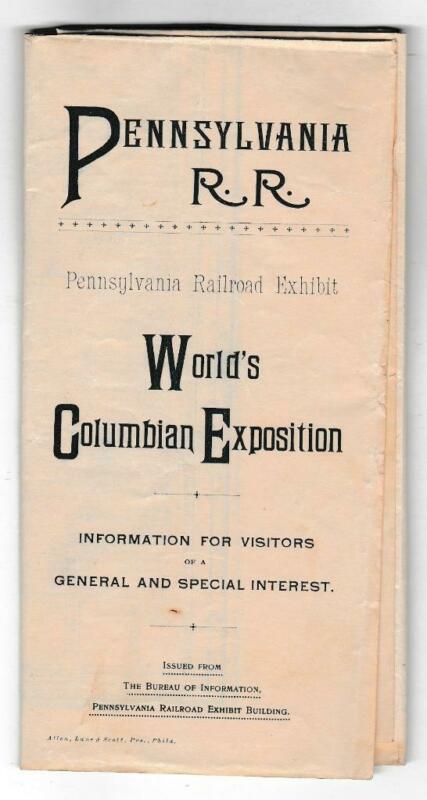 PENNSYLVANIA
R. R.
Pennsylvania Railroad Exhibit
World's
Columbian Exposition
INFORMATION FOR VISITORS
OF A
GENERAL AND SPECIAL INTEREST.
ISSUED FROM
THE BUREAU OF INFORMATION,
PENNSYLVANIA RAILROAD EXHIBIT BUILDING.
Allen, Lane & Scott, Prs., Phila.